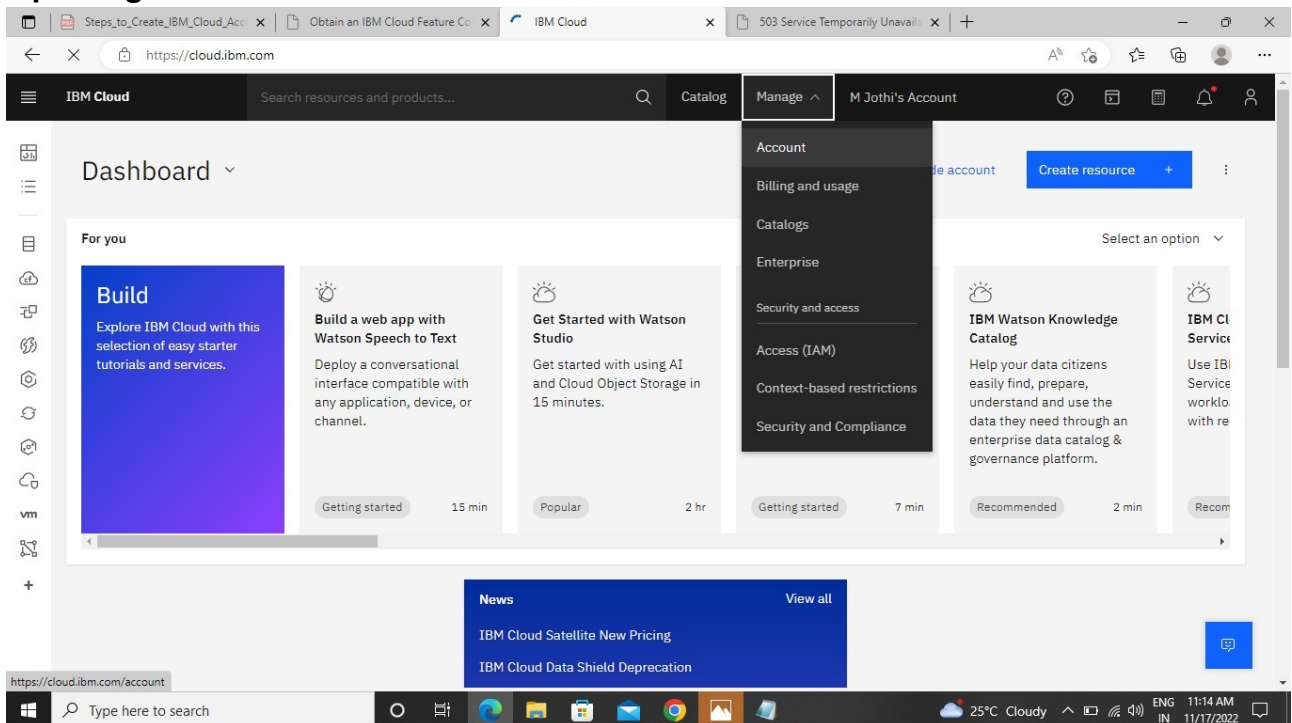 Steps_to_Create_IBM_Cloud_Acc
Obtain an IBM Cloud Feature Co
IBM Cloud
503 Service Temporarily Unavaila
https://cloud.ibm.com
IBM Cloud
Search resources and products...
Catalog
Manage
M Jothi's Account
Account
Billing and usage
Catalogs
Enterprise
Security and access
Access (IAM)
Context-based restrictions
Security and Compliance
Dashboard
account
Create resource +
For you
Select an option
Build
Explore IBM Cloud with this
selection of easy starter
tutorials and services.
Build a web app with
Watson Speech to Text
Deploy a conversational
interface compatible with
any application, device, or
channel.
Getting started 15 min
Get Started with Watson
Studio
Get started with using AI
and Cloud Object Storage in
15 minutes.
Popular 2 hr
Getting started 7 min
IBM Watson Knowledge
Catalog
Help your data citizens
easily find, prepare,
understand and use the
data they need through an
enterprise data catalog &
governance platform.
Recommended 2 min
IBM Cl
Service
Use IB
Service
worklo
with re
Recom
vm
News View all
IBM Cloud Satellite New Pricing
IBM Cloud Data Shield Deprecation
https://cloud.ibm.com/account
Type here to search
25°C Cloudy
ENG
IN
11:14 AM
11/17/2022